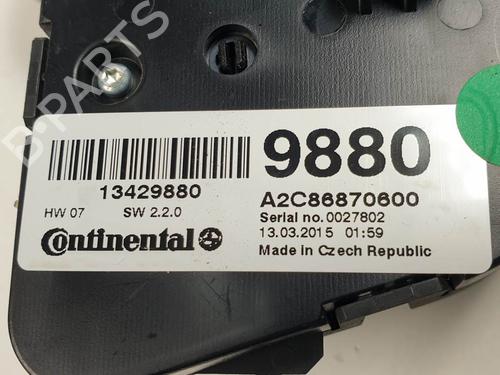 B-PARTS
13429880
HW 07 SW 2.2.0
Continental
9880
A2C86870600
Serial no.0027802
13.03.2015 01:59
Made in Czech Republic